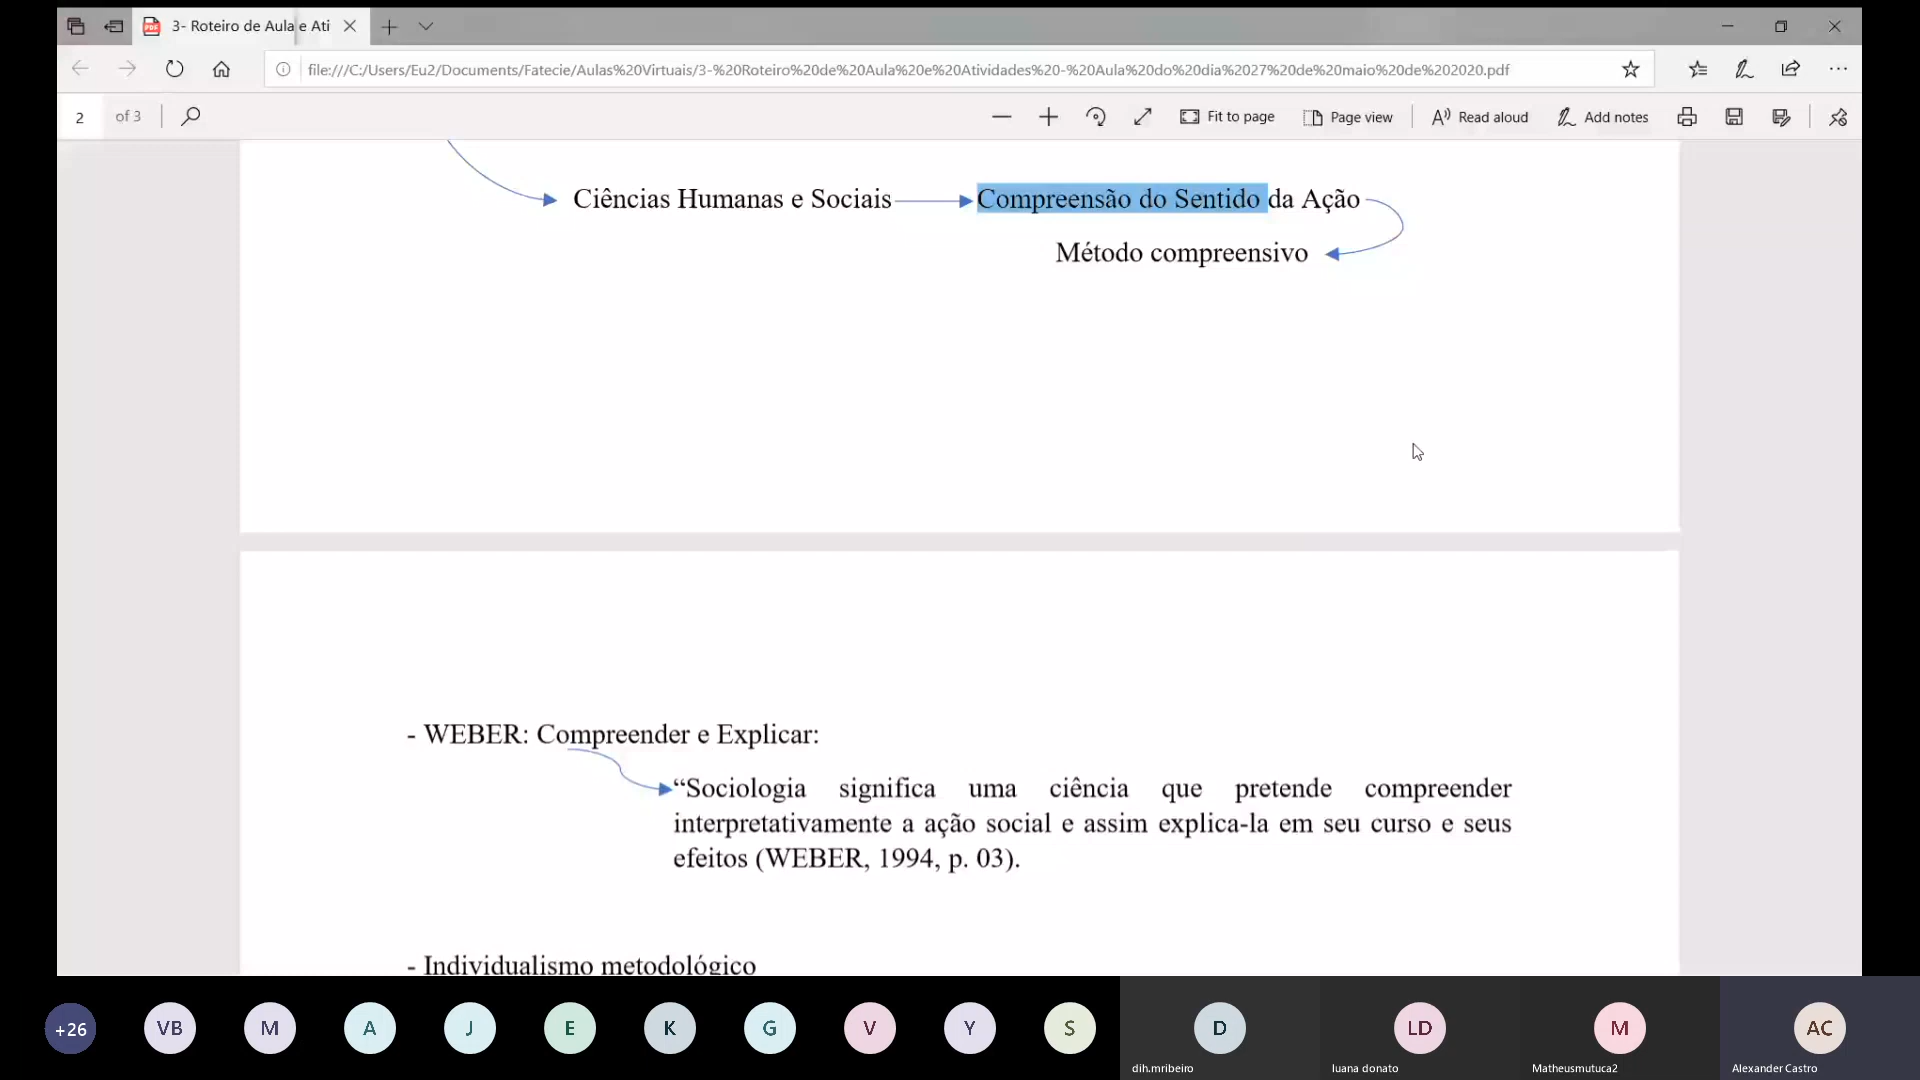 3- Roteiro de Aula e Ati
file:///C:/Users/Eu2/Documents/Fatecie/Aulas%20Virtuais/3-%20Roteiro%20de%20Aula%20e%20Atividades%20-%20Aula%20do%20dia%2027%20de%20maio%20de%202020.pdf
2 of 3 Fit to page Page view Read aloud Add notes
Ciências Humanas e Sociais Compreensão do Sentido da Ação
Método compreensivo
- WEBER: Compreender e Explicar:
“Sociologia significa uma ciência que pretende compreender
interpretativamente a ação social e assim explica-la em seu curso e seus
efeitos (WEBER, 1994, p. 03).
- Individualismo metodológico
+26 VB M A J E K G V Y S D LD M AC
dih.mribeiro luana donato Matheusmutuca2 Alexander Castro